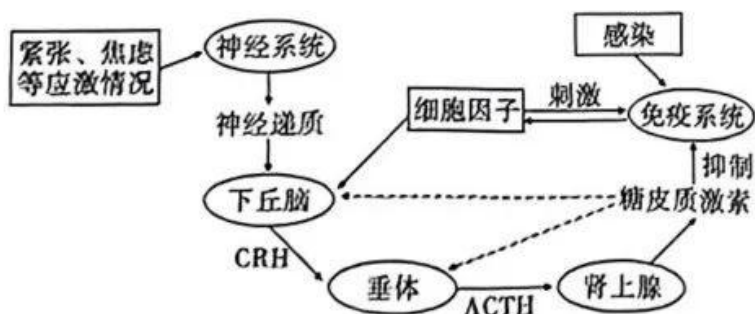 紧张、焦虑
等应激情况
神经系统
感染
神经递质
细胞因子
刺激
免疫系统
抑制
下丘脑
糖皮质激素
CRH
垂体
ACTH
肾上腺